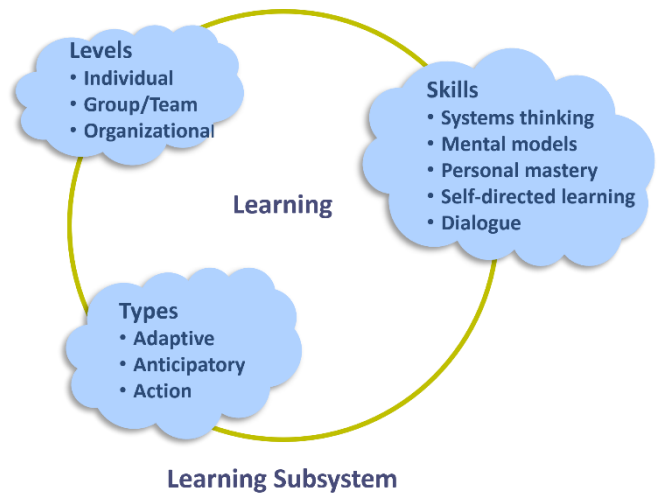 Levels
• Individual
• Group/Team
• Organizational
Skills
• Systems thinking
• Mental models
• Personal mastery
• Self-directed learning
• Dialogue
Learning
Types
• Adaptive
• Anticipatory
• Action
Learning Subsystem